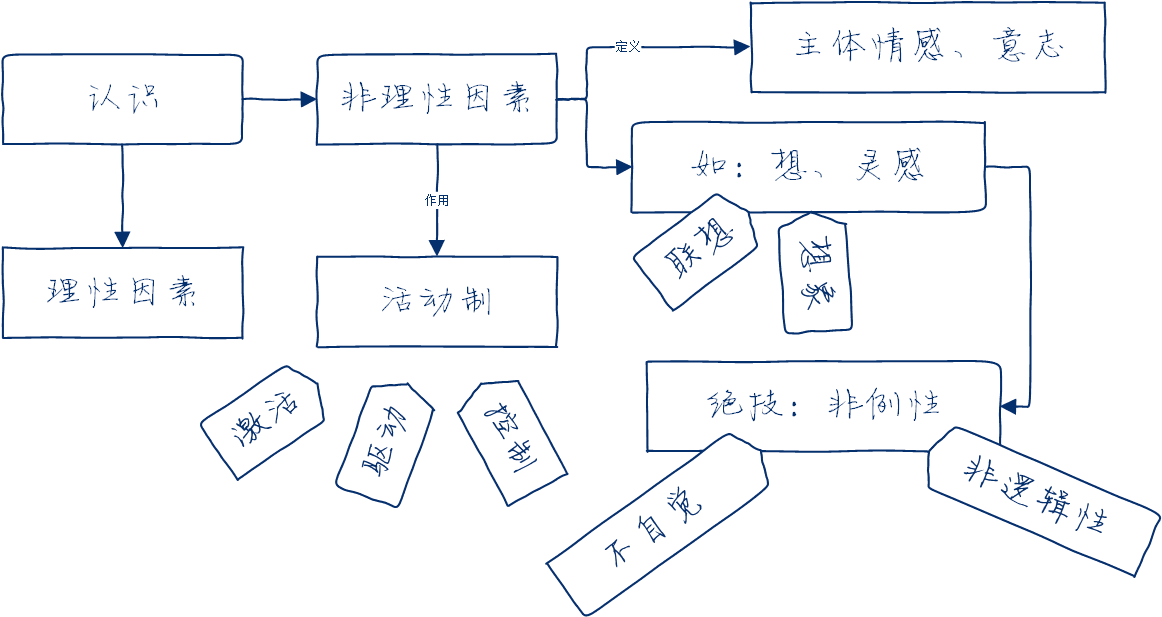 定义
主体情感、意志
认识
非理性因素
如：想、灵感
作用
联想
想象
理性因素
活动制
绝技：非例性
激活
驱动
控制
不自觉
非逻辑性